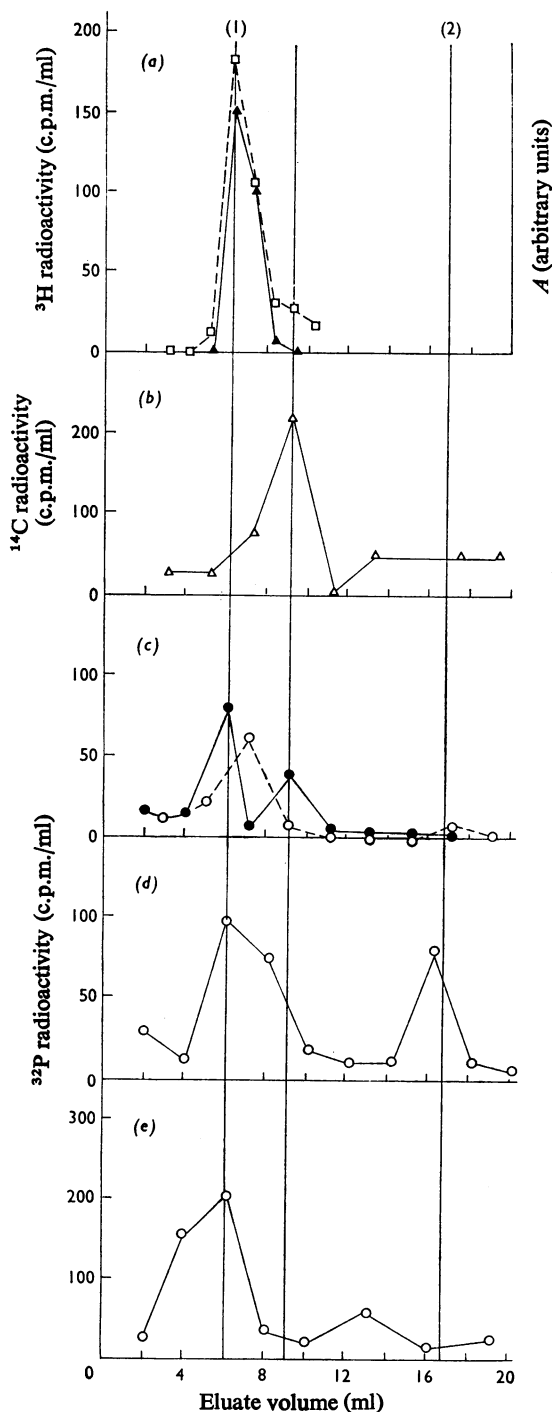 (1)
(2)
200
150
100
50
0
(a)
³H radioactivity (c.p.m./ml)
A (arbitrary units)
200
100
0
(b)
¹⁴C radioactivity
(c.p.m./ml)
(c)
100
50
0
(d)
100
50
0
³²P radioactivity (c.p.m./ml)
(e)
300
200
100
0
4
8
12
16
20
Eluate volume (ml)